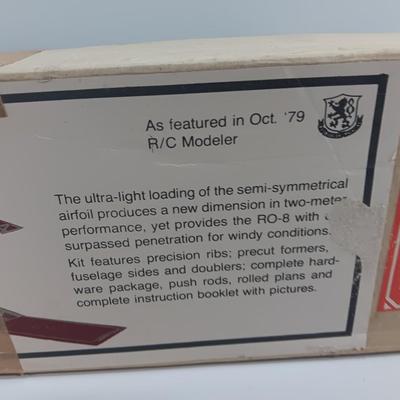 As featured in Oct. '79
R/C Modeler
The ultra-light loading of the semi-symmetrical
airfoil produces a new dimension in two-meter
performance, yet provides the RO-8 with
surpassed penetration for windy conditions.
Kit features precision ribs; precut formers,
fuselage sides and doublers; complete hard-
ware package, push rods, rolled plans and
complete instruction booklet with pictures.